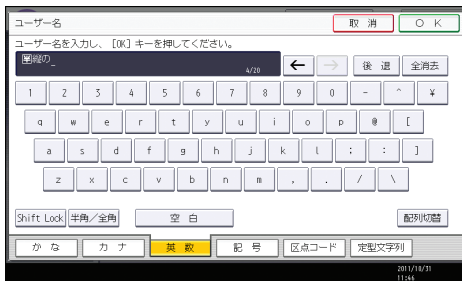 ユーザー名
取 消
O K
ユーザー名を入力し、[OK] キーを押してください。
縦の_
4/20
← → 後 退 全消去
1 2 3 4 5 6 7 8 9 0 - ^ ¥
q w e r t y u i o p @ [
a s d f g h j k l ; : ]
z x c v b n m , . / \
Shift Lock 半角／全角 空 白 配列切替
か な カ ナ 英 数 記 号 区点コード 定型文字列
2011/10/31
11:46